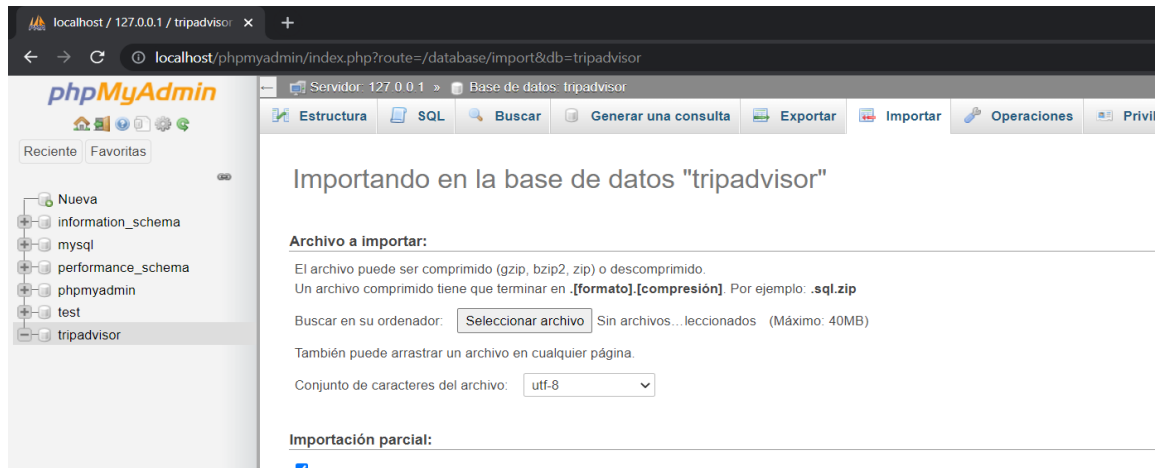 localhost / 127.0.0.1 / tripadvisor
localhost/phpmyadmin/index.php?route=/database/import&db=tripadvisor
phpMyAdmin
Reciente Favoritas
Nueva
information_schema
mysql
performance_schema
phpmyadmin
test
tripadvisor
Servidor: 127.0.0.1 » Base de datos: tripadvisor
Estructura SQL Buscar Generar una consulta Exportar Importar Operaciones Privil
Importando en la base de datos "tripadvisor"
Archivo a importar:
El archivo puede ser comprimido (gzip, bzip2, zip) o descomprimido.
Un archivo comprimido tiene que terminar en .[formato].[compresión]. Por ejemplo: .sql.zip
Buscar en su ordenador: Seleccionar archivo Sin archivos...leccionados (Máximo: 40MB)
También puede arrastrar un archivo en cualquier página.
Conjunto de caracteres del archivo: utf-8
Importación parcial: